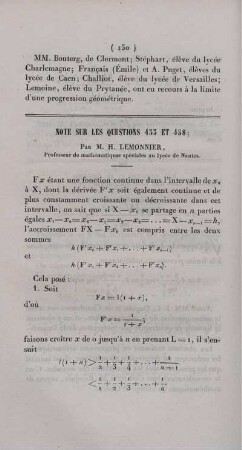 ( 150 )
MM. Bontorg, de Clermont; Stéphart, élève du lycée
Charlemagne; Français (Émile) et A. Puget, élèves du
lycée de Caen; Challiot, élève du lycée de Versailles;
Lemoine, élève du Prytanée, ont eu recours à la limite
d'une progression géométrique.
NOTE SUR LES QUESTIONS 433 ET 438;
Par M. H. LEMONNIER,
Professeur de mathématiques spéciales au lycée de Nantes.
Fx étant une fonction continue dans l'intervalle de x₀
à X, dont la dérivée F'x soit également continue et de
plus constamment croissante ou décroissante dans cet
intervalle, on sait que si X — x₀ se partage en n parties
égales x₁—x₀=x₂—x₁=x₃—x₂...=X—xₙ₋₁=h,
l'accroissement FX — Fx₀ est compris entre les deux
sommes
h(F'x₀+F'x₁+...+F'xₙ₋₁)
et
h(F'x₁+F'x₂+...+F'xₙ).
Cela posé :
1. Soit
Fx = l(1+x),
d'où
F'x = 1/(1+x);
faisons croître x de 0 jusqu'à n en prenant h = 1, il s'en-
suit
l(1+n) > 1/2 + 1/3 + 1/4 +...+ 1/(n+1)
< 1/1 + 1/2 + 1/3 +...+ 1/n.